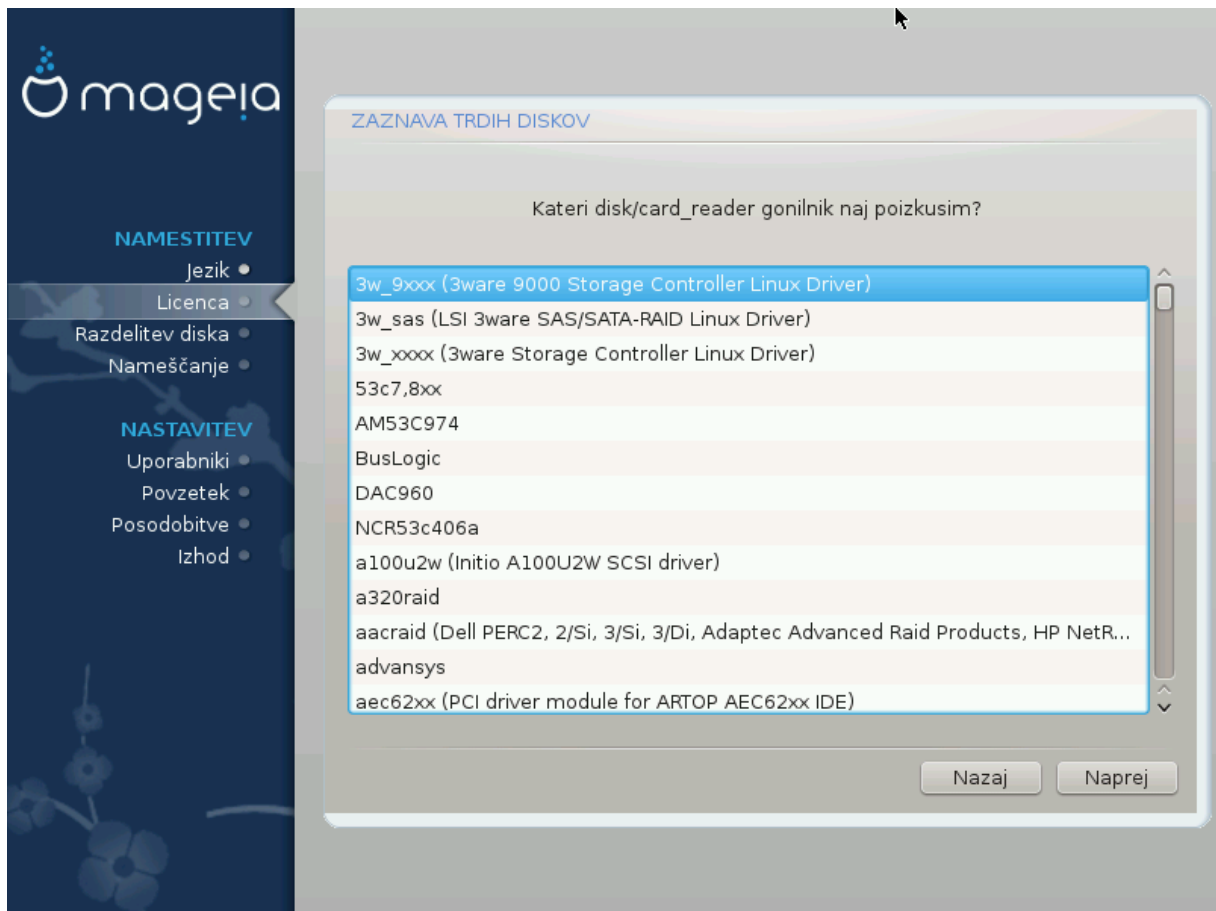 mageia
NAMESTITEV
Jezik
Licenca
Razdelitev diska
Nameščanje
NASTAVITEV
Uporabniki
Povzetek
Posodobitve
Izhod
ZAZNAVA TRDIH DISKOV
Kateri disk/card_reader gonilnik naj poizkusim?
3w_9xxx (3ware 9000 Storage Controller Linux Driver)
3w_sas (LSI 3ware SAS/SATA-RAID Linux Driver)
3w_xxxx (3ware Storage Controller Linux Driver)
53c7,8xx
AM53C974
BusLogic
DAC960
NCR53c406a
a100u2w (Initio A100U2W SCSI driver)
a320raid
aacraid (Dell PERC2, 2/Si, 3/Si, 3/Di, Adaptec Advanced Raid Products, HP NetR...
advansys
aec62xx (PCI driver module for ARTOP AEC62xx IDE)
Nazaj
Naprej